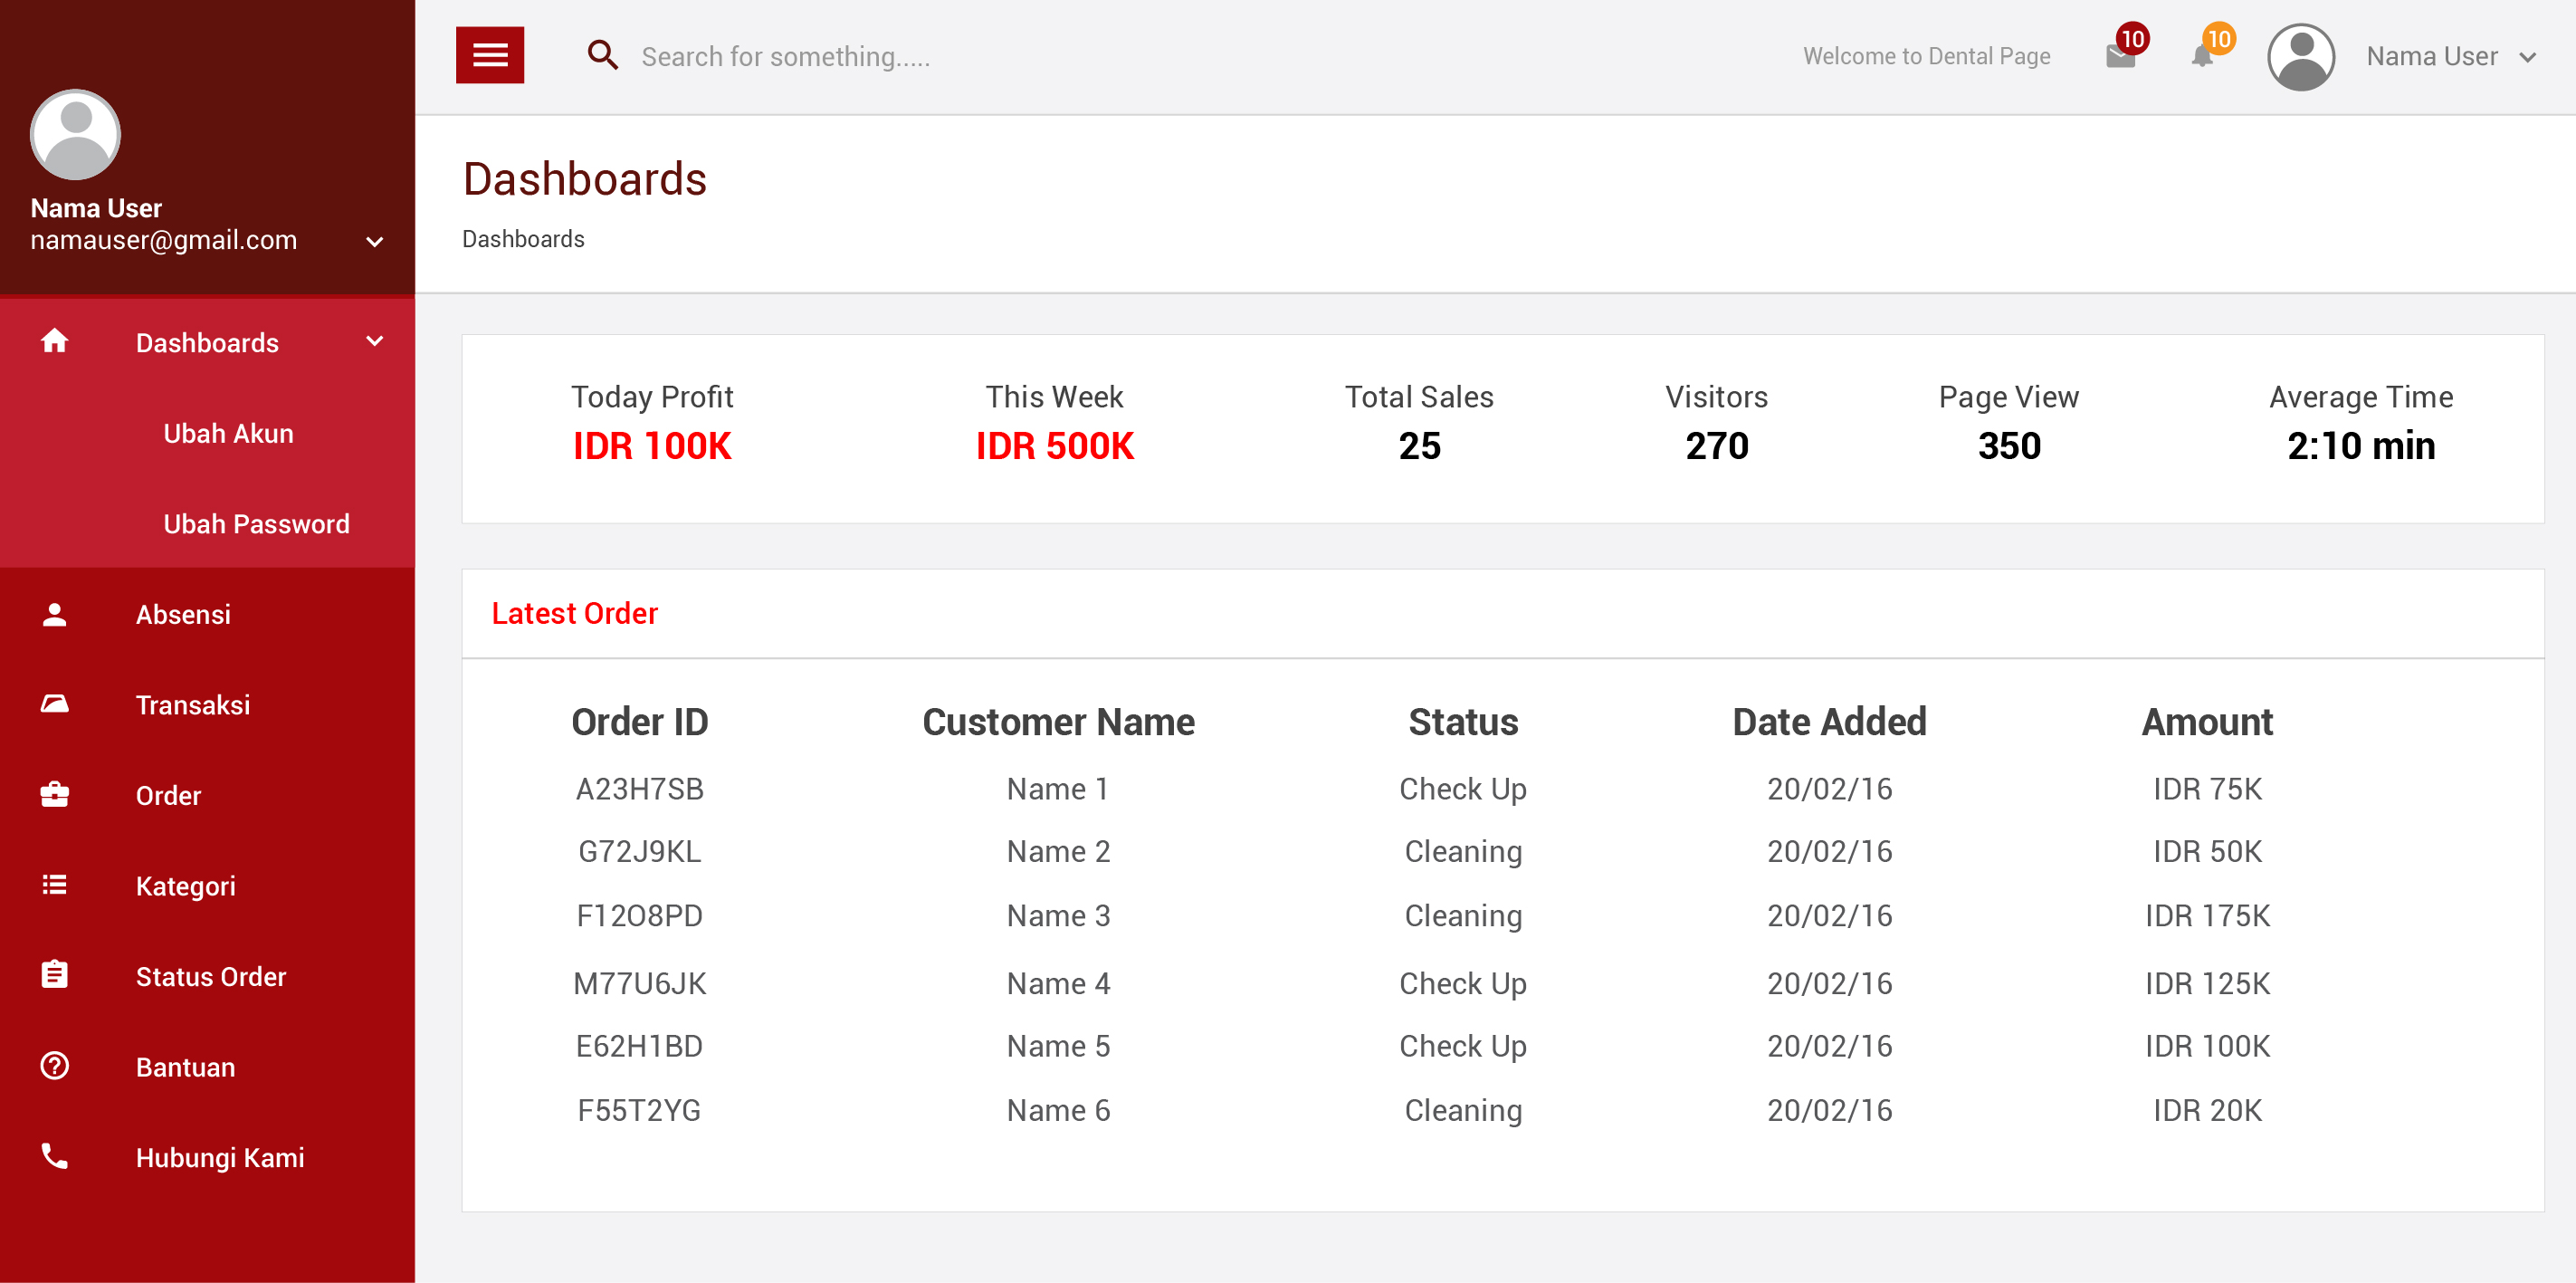 Search for something.....
Welcome to Dental Page
10
10
Nama User
Nama User
namauser@gmail.com
Dashboards
Ubah Akun
Ubah Password
Absensi
Transaksi
Order
Kategori
Status Order
Bantuan
Hubungi Kami
Dashboards
Dashboards
Today Profit This Week Total Sales Visitors Page View Average Time
IDR 100K IDR 500K 25 270 350 2:10 min
Latest Order
Order ID Customer Name Status Date Added Amount
A23H7SB Name 1 Check Up 20/02/16 IDR 75K
G72J9KL Name 2 Cleaning 20/02/16 IDR 50K
F12O8PD Name 3 Cleaning 20/02/16 IDR 175K
M77U6JK Name 4 Check Up 20/02/16 IDR 125K
E62H1BD Name 5 Check Up 20/02/16 IDR 100K
F55T2YG Name 6 Cleaning 20/02/16 IDR 20K